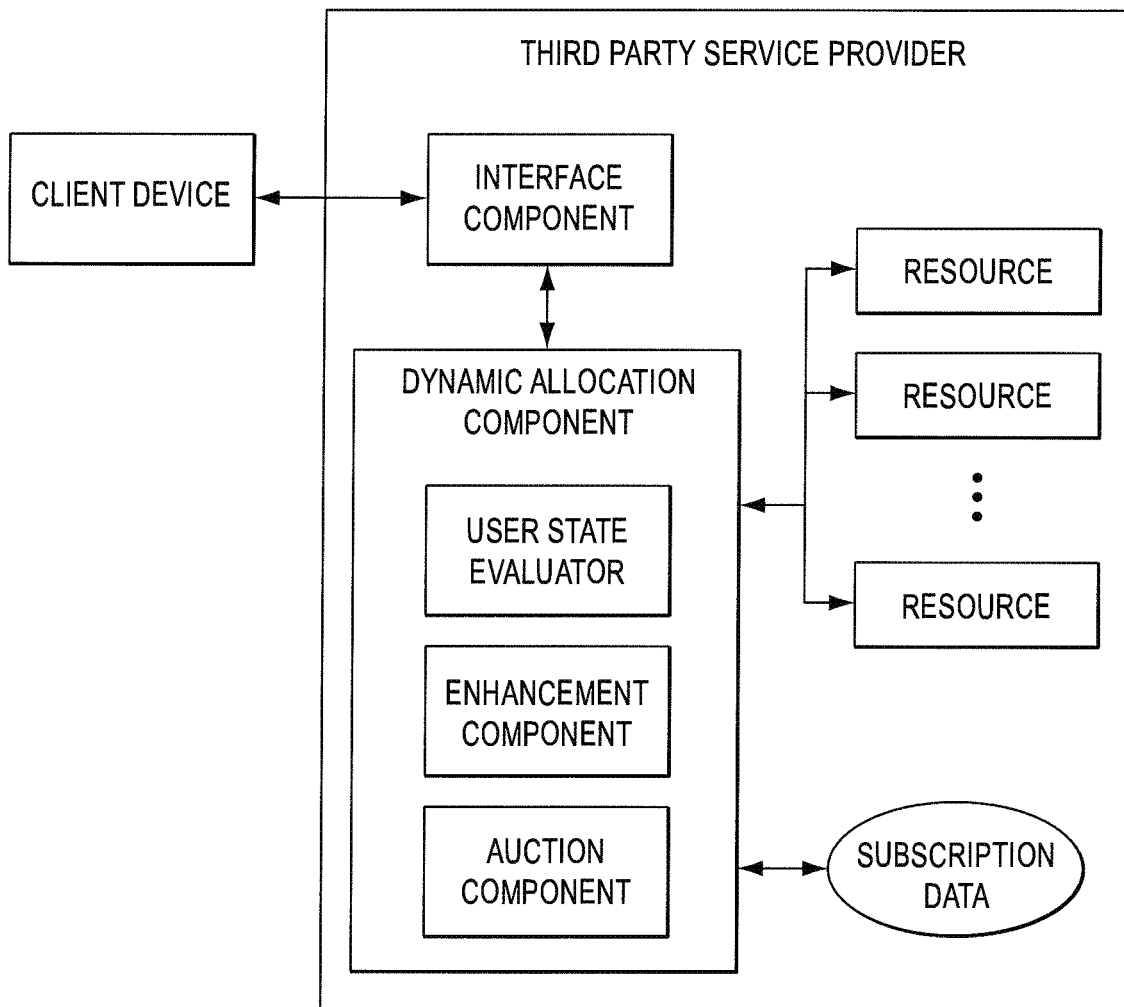 THIRD PARTY SERVICE PROVIDER
CLIENT DEVICE
INTERFACE
COMPONENT
RESOURCE
RESOURCE
RESOURCE
DYNAMIC ALLOCATION
COMPONENT
USER STATE
EVALUATOR
ENHANCEMENT
COMPONENT
AUCTION
COMPONENT
SUBSCRIPTION
DATA